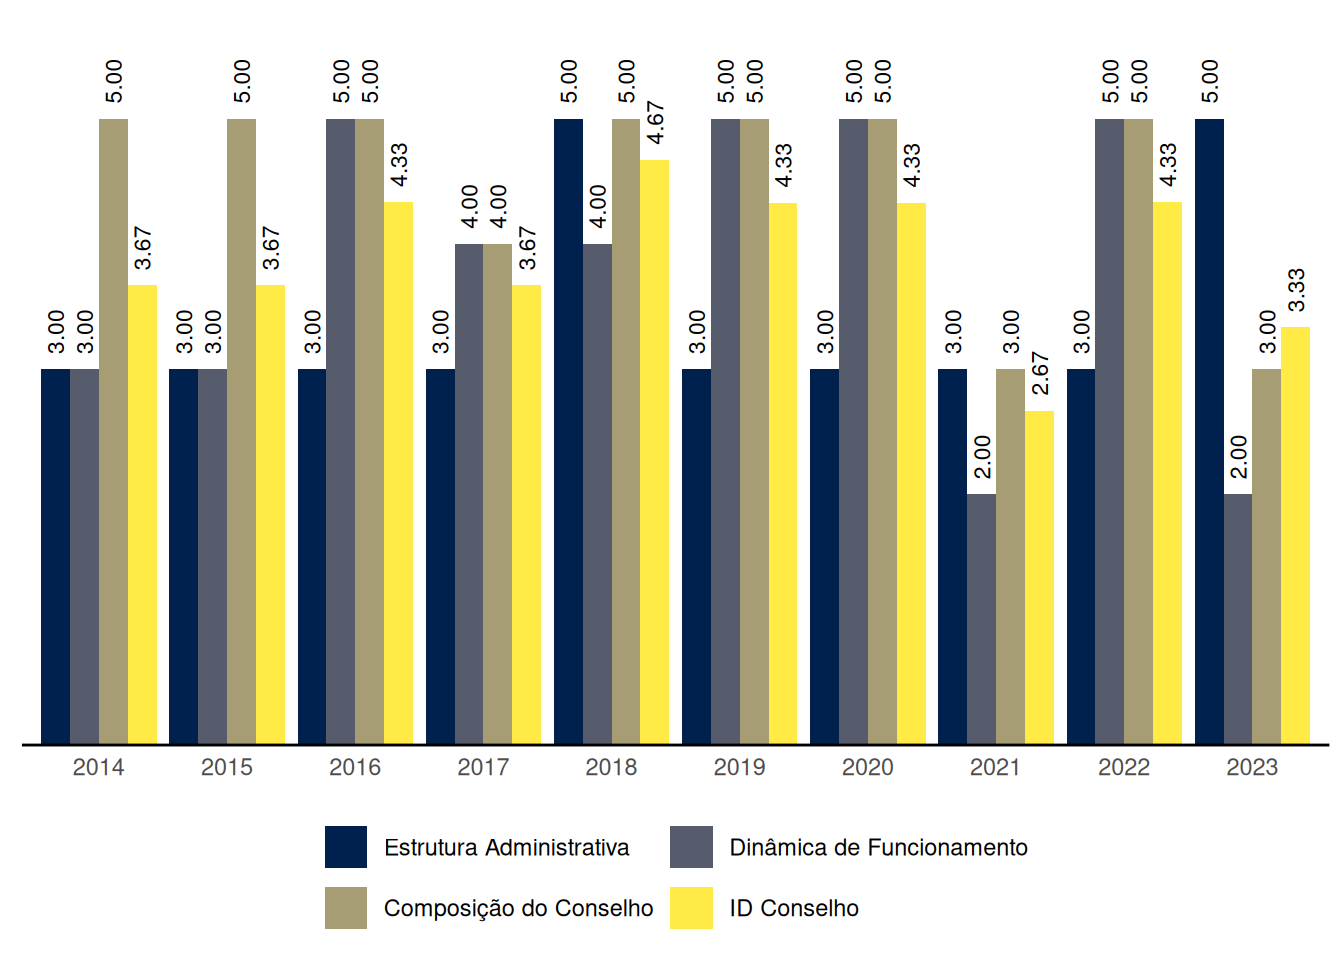 3.00 3.00 5.00 3.67 3.00 3.00 5.00 3.67 3.00 5.00 5.00 4.33 3.00 4.00 4.00 3.67 5.00 4.00 5.00 4.67 3.00 5.00 5.00 4.33 3.00 5.00 5.00 4.33 3.00 2.00 3.00 2.67 3.00 5.00 5.00 4.33 5.00 2.00 3.00 3.33
2014 2015 2016 2017 2018 2019 2020 2021 2022 2023
Estrutura Administrativa Dinâmica de Funcionamento
Composição do Conselho ID Conselho